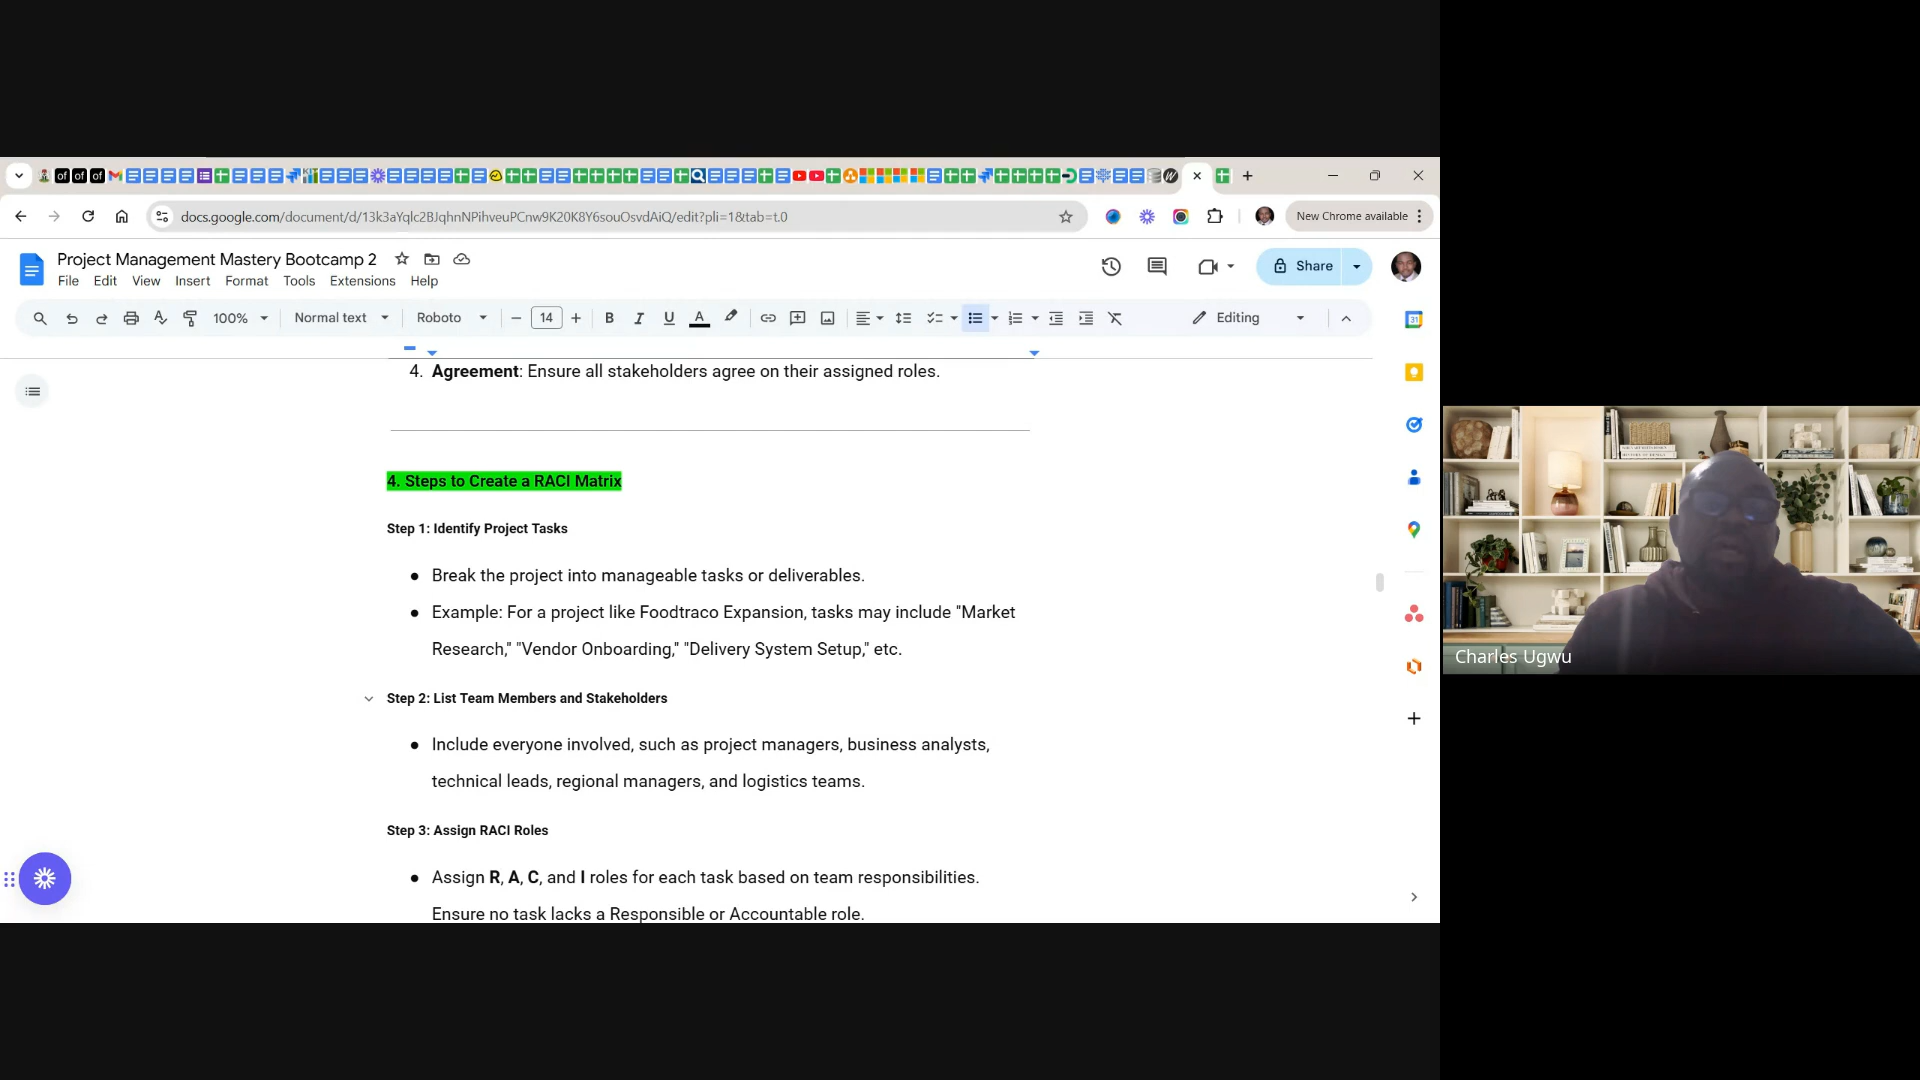 docs.google.com/document/d/13k3aYqlc2BJqhnNPihveuPCnw9K20K8Y6souOsvdAiQ/edit?pli=1&tab=t.0
New Chrome available
Project Management Mastery Bootcamp 2
Share
File Edit View Insert Format Tools Extensions Help
100% Normal text Roboto 14 B I U A Editing
4. Agreement: Ensure all stakeholders agree on their assigned roles.
4. Steps to Create a RACI Matrix
Step 1: Identify Project Tasks
● Break the project into manageable tasks or deliverables.
● Example: For a project like Foodtraco Expansion, tasks may include "Market
Research," "Vendor Onboarding," "Delivery System Setup," etc.
Step 2: List Team Members and Stakeholders
● Include everyone involved, such as project managers, business analysts,
technical leads, regional managers, and logistics teams.
Step 3: Assign RACI Roles
● Assign R, A, C, and I roles for each task based on team responsibilities.
Ensure no task lacks a Responsible or Accountable role.
Charles Ugwu